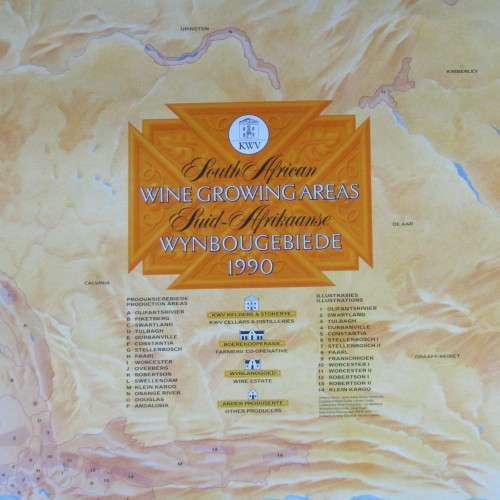 UPINGTON
KIMBERLEY
KWV
South African
WINE GROWING AREAS
Suid-Afrikaanse
WYNBOUGEBIEDE
1990
DE AAR
CALVINIA
GRAAFF-REINET
PRODUKSIEGEBIEDE
PRODUCTION AREAS
A OLIFANTSRIVIER
B PIKETBERG
C SWARTLAND
D TULBAGH
E DURBANVILLE
F CONSTANTIA
G STELLENBOSCH
H PAARL
I WORCESTER
J OVERBERG
K ROBERTSON
L SWELLENDAM
M KLEIN KAROO
N ORANGE RIVER
O DOUGLAS
P ANDALUSIA
KWV KELDERS & STOKERYE
KWV CELLARS & DISTILLERIES
BOEREKOÖPERASIE
FARMERS' CO-OPERATIVE
WYNLANDGOED
WINE ESTATE
ANDER PRODUSENTE
OTHER PRODUCERS
ILLUSTRASIES
ILLUSTRATIONS
1 OLIFANTSRIVIER
2 SWARTLAND
3 TULBAGH
4 DURBANVILLE
5 CONSTANTIA
6 STELLENBOSCH I
7 STELLENBOSCH II
8 PAARL
9 FRANSCHHOEK
10 WORCESTER I
11 WORCESTER II
12 ROBERTSON I
13 ROBERTSON II
14 KLEIN KAROO
M
14